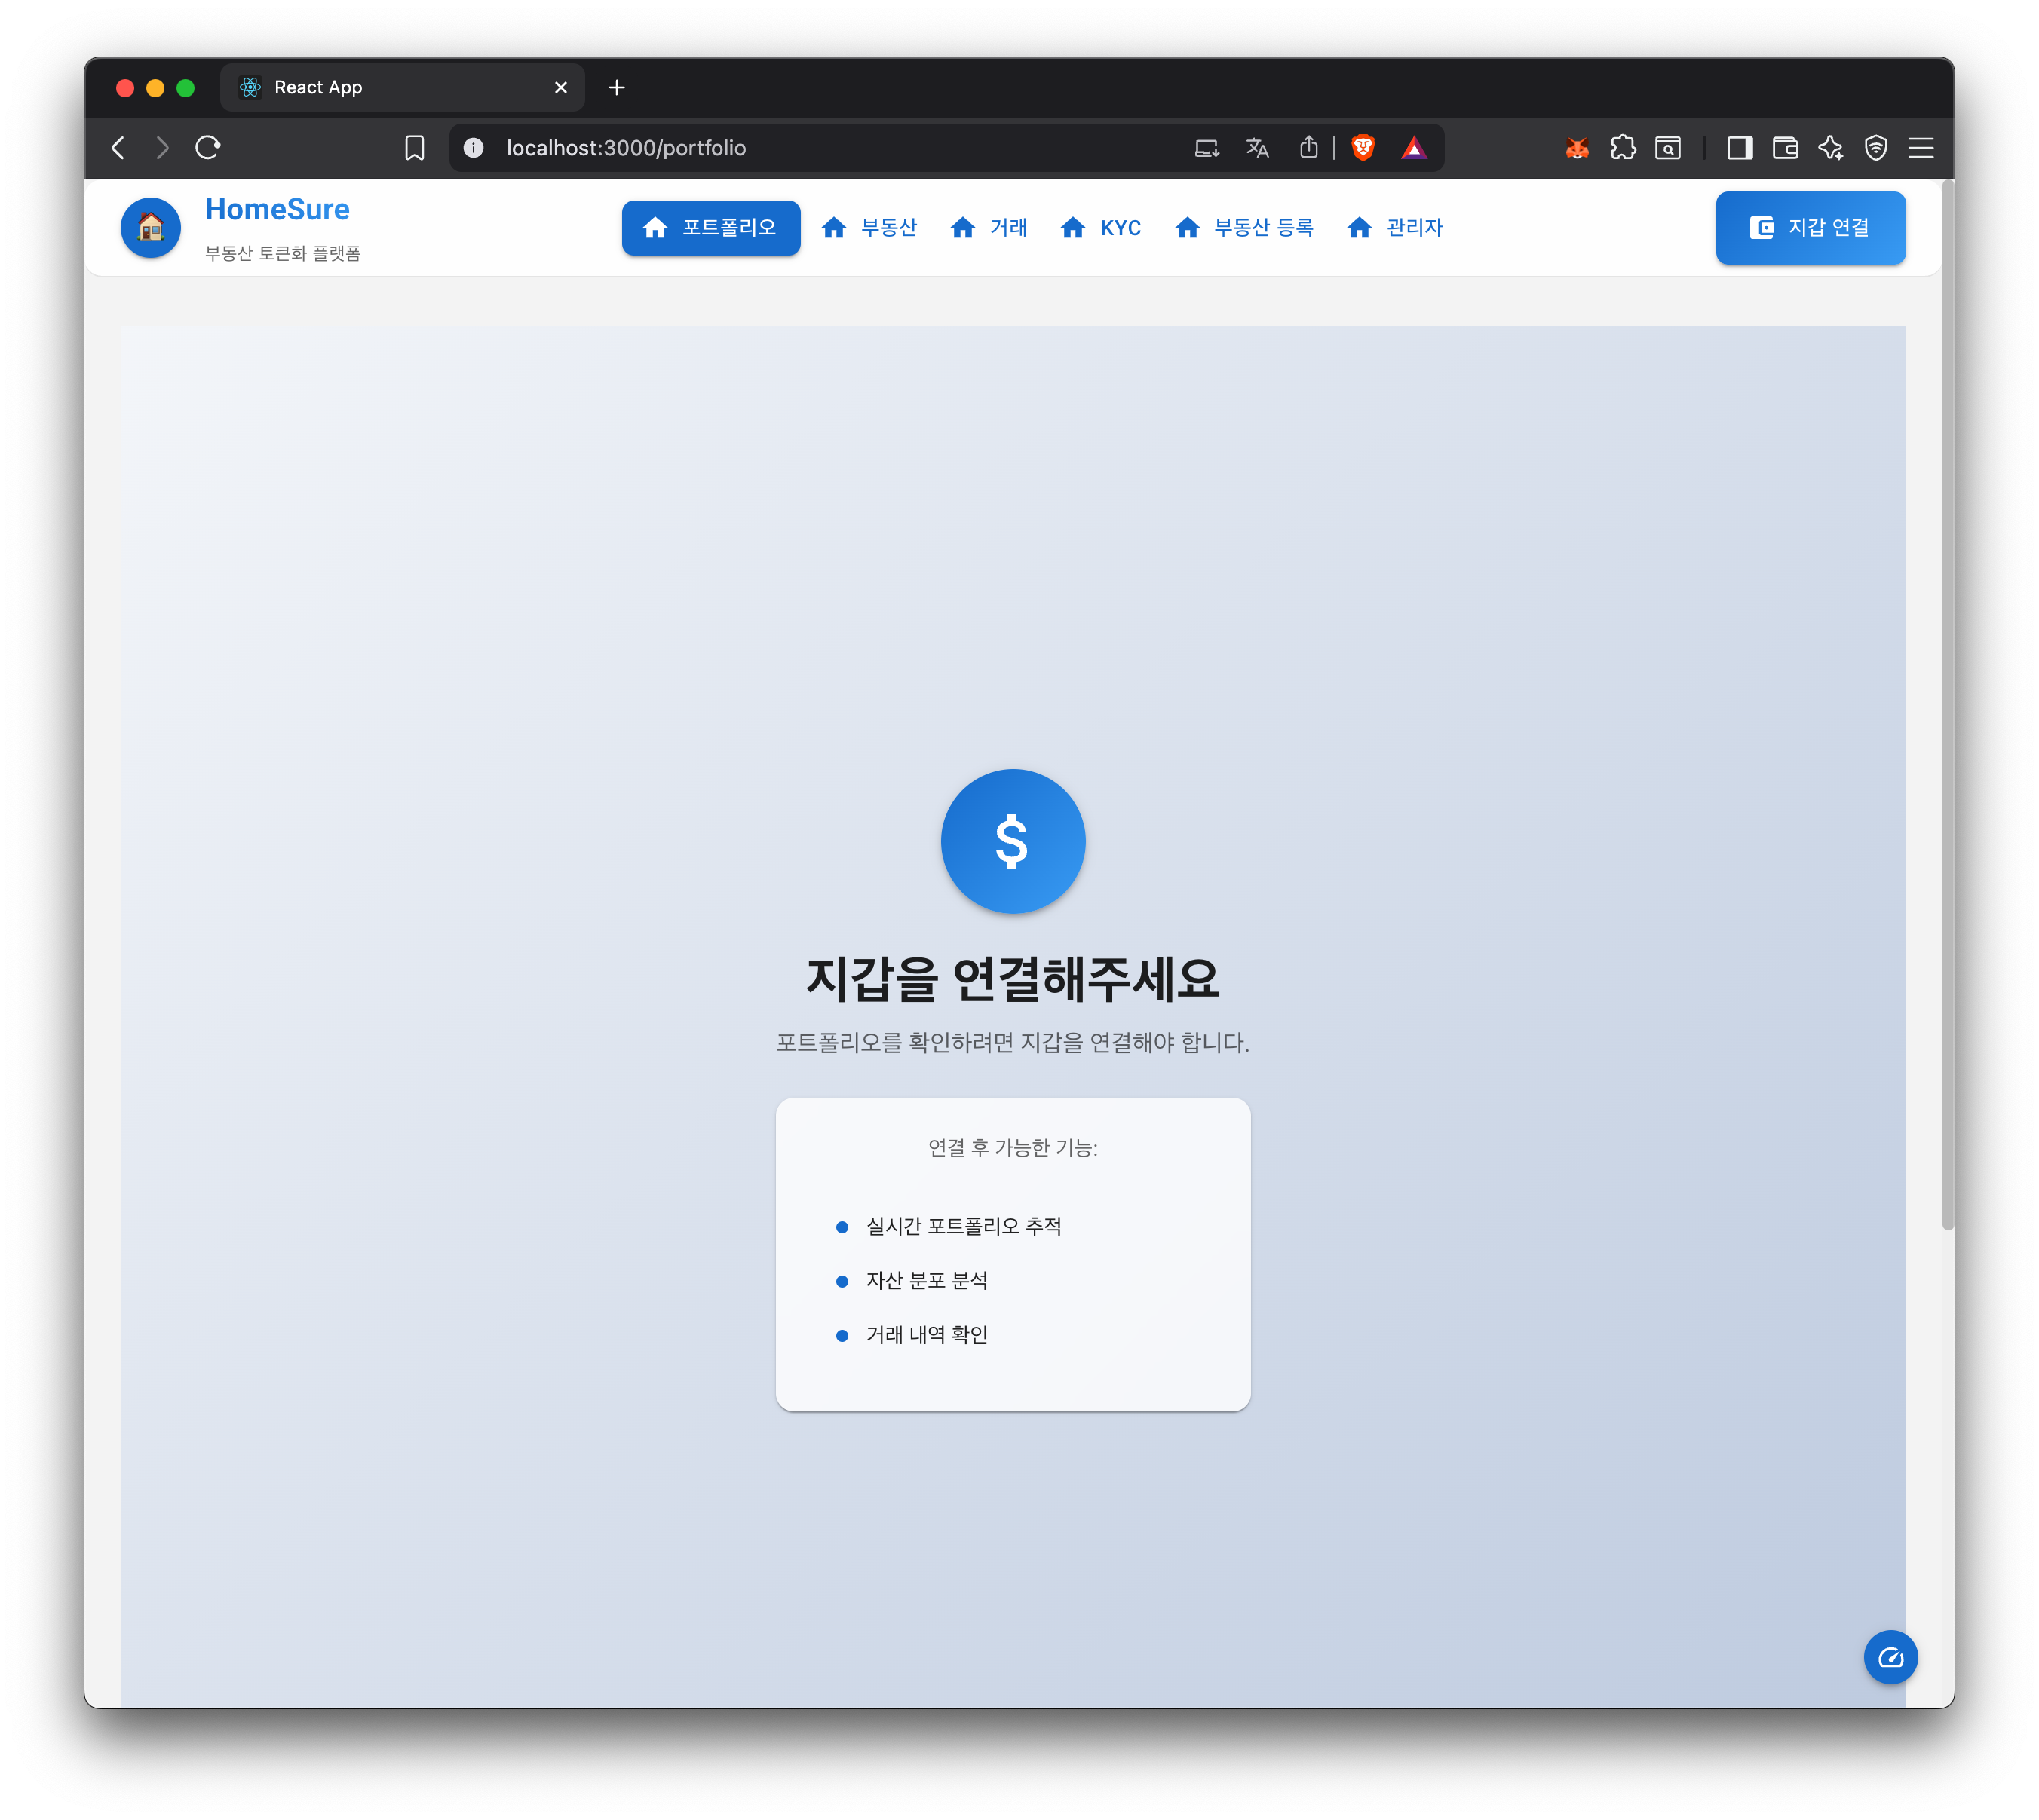 React App
localhost:3000/portfolio
HomeSure
부동산 토큰화 플랫폼
포트폴리오
부동산
거래
KYC
부동산 등록
관리자
지갑 연결
$
지갑을 연결해주세요
포트폴리오를 확인하려면 지갑을 연결해야 합니다.
연결 후 가능한 기능:
실시간 포트폴리오 추적
자산 분포 분석
거래 내역 확인